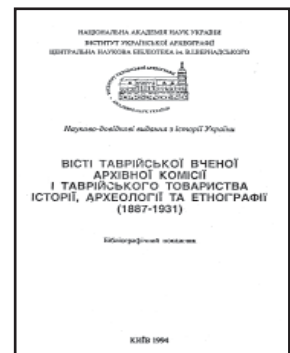 НАЦІОНАЛЬНА АКАДЕМІЯ НАУК УКРАЇНИ
ІНСТИТУТ УКРАЇНСЬКОЇ АРХЕОГРАФІЇ
ЦЕНТРАЛЬНА НАУКОВА БІБЛІОТЕКА ім. В.І.ВЕРНАДСЬКОГО
Науково-довідкові видання з історії України
ВІСТІ ТАВРІЙСЬКОЇ ВЧЕНОЇ
АРХІВНОЇ КОМІСІЇ
І ТАВРІЙСЬКОГО ТОВАРИСТВА
ІСТОРІЇ, АРХЕОЛОГІЇ ТА ЕТНОГРАФІЇ
(1887-1931)
Бібліографічний покажчик
КИЇВ 1994